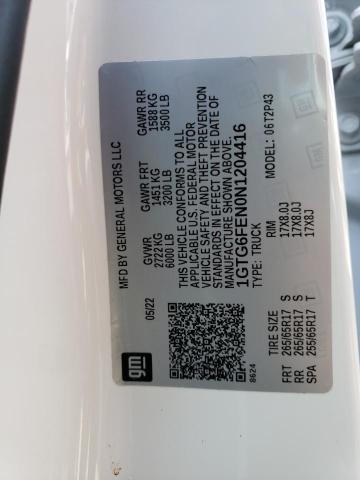 gm
MFD BY GENERAL MOTORS LLC
05/22
GVWR
2722 KG
6000 LB
GAWR FRT
1451 KG
3200 LB
GAWR RR
1588 KG
3500 LB
THIS VEHICLE CONFORMS TO ALL
APPLICABLE U.S. FEDERAL MOTOR
VEHICLE SAFETY AND THEFT PREVENTION
STANDARDS IN EFFECT ON THE DATE OF
MANUFACTURE SHOWN ABOVE.
1GTG6FEN0N1204416
TYPE: TRUCK
MODEL: 06T2P43
8624
TIRE SIZE RIM
FRT 265/65R17 S 17X8.0J
RR 265/65R17 S 17X8.0J
SPA 255/65R17 T 17X8J